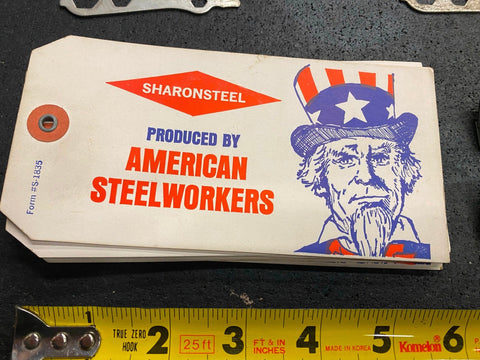 SHARONSTEEL
PRODUCED BY
AMERICAN
STEELWORKERS
Form #S-1835
1 TRUE ZERO HOOK 2 25ft 3 FT & IN INCHES 4 MADE IN KOREA 5 Komelon 6